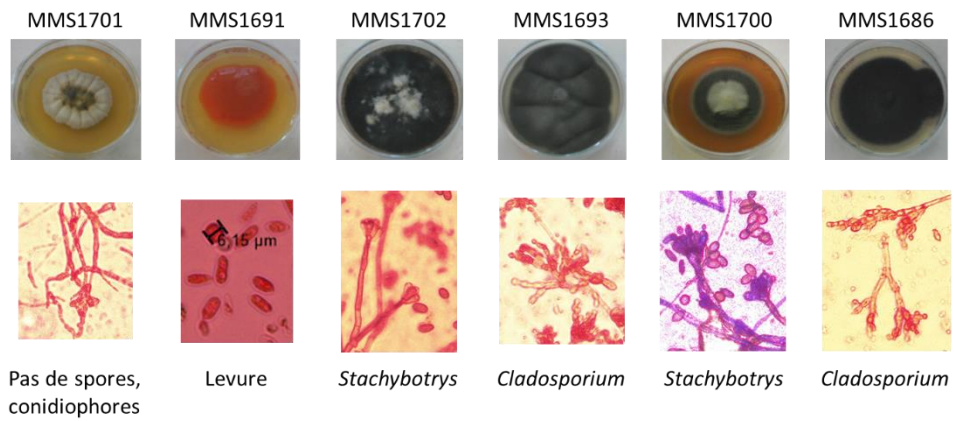 MMS1701 MMS1691 MMS1702 MMS1693 MMS1700 MMS1686
6,15 µm
Pas de spores, Levure Stachybotrys Cladosporium Stachybotrys Cladosporium
conidiophores